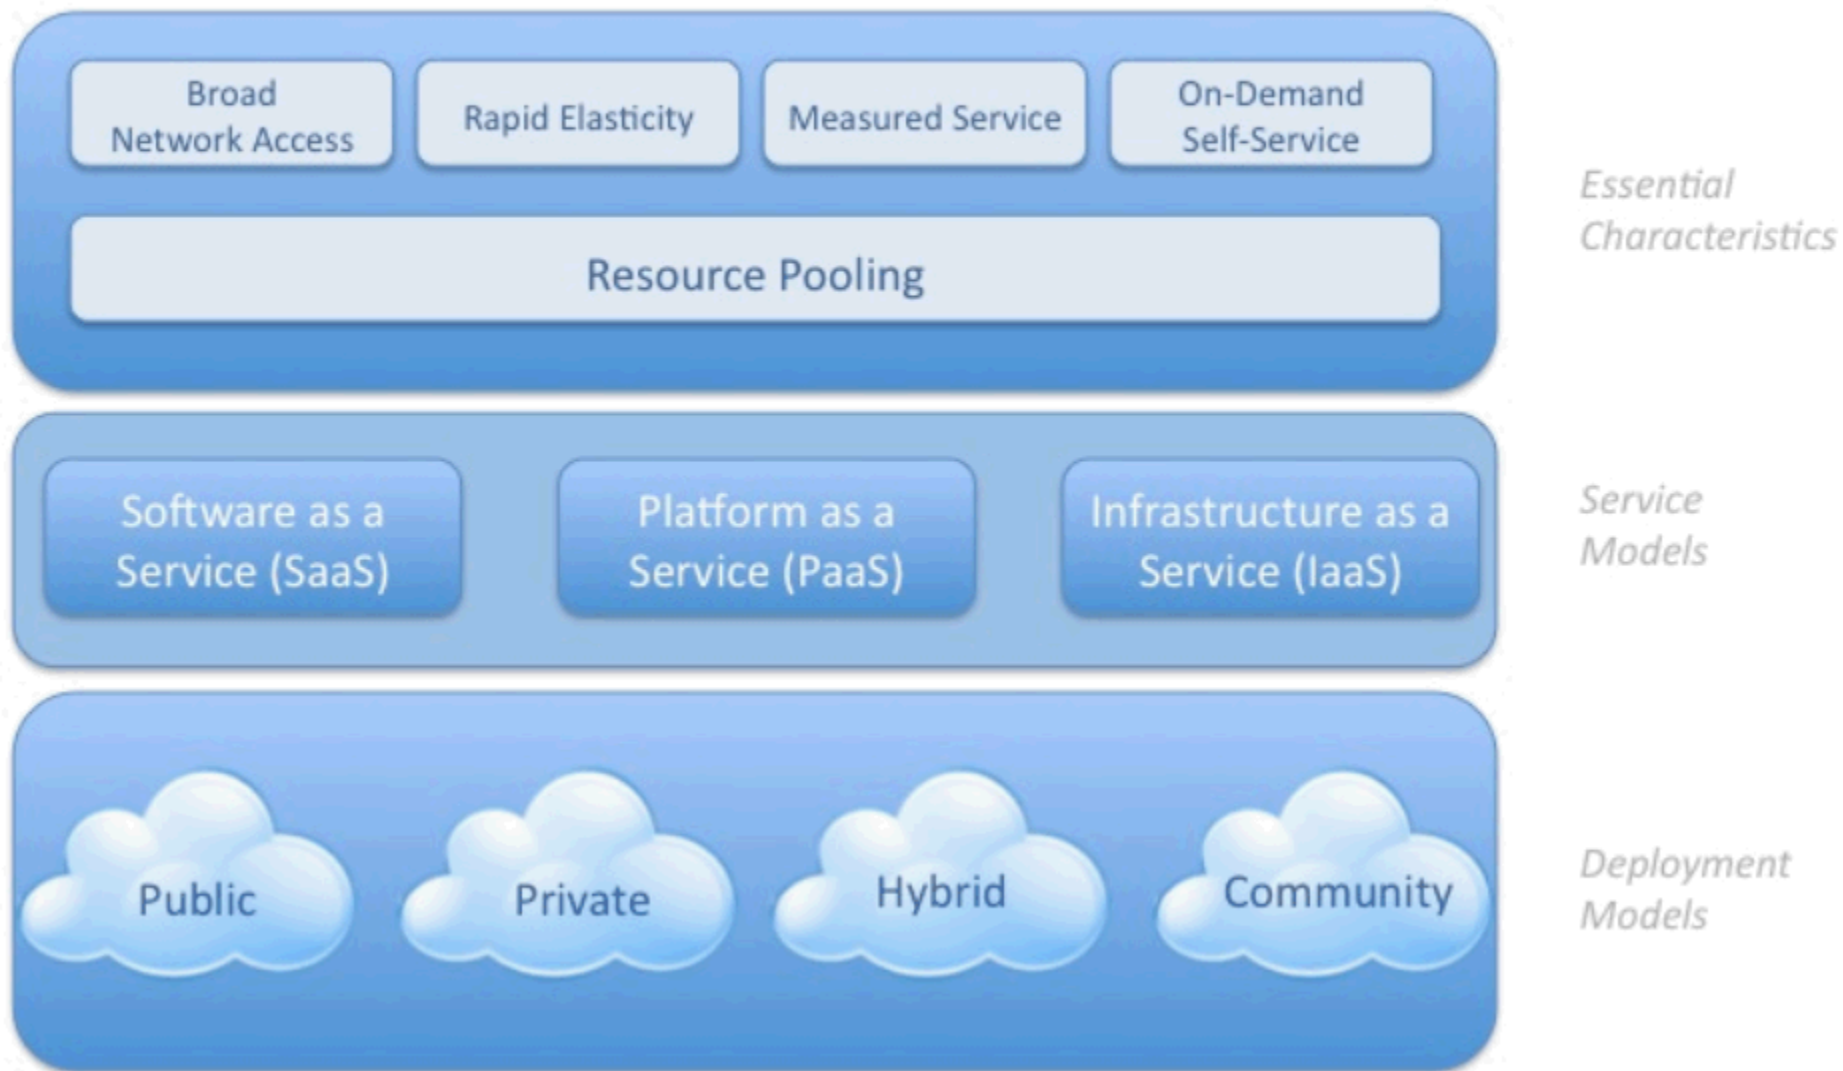 Broad
Network Access
Rapid Elasticity
Measured Service
On-Demand
Self-Service
Resource Pooling
Essential
Characteristics
Software as a
Service (SaaS)
Platform as a
Service (PaaS)
Infrastructure as a
Service (IaaS)
Service
Models
Public
Private
Hybrid
Community
Deployment
Models